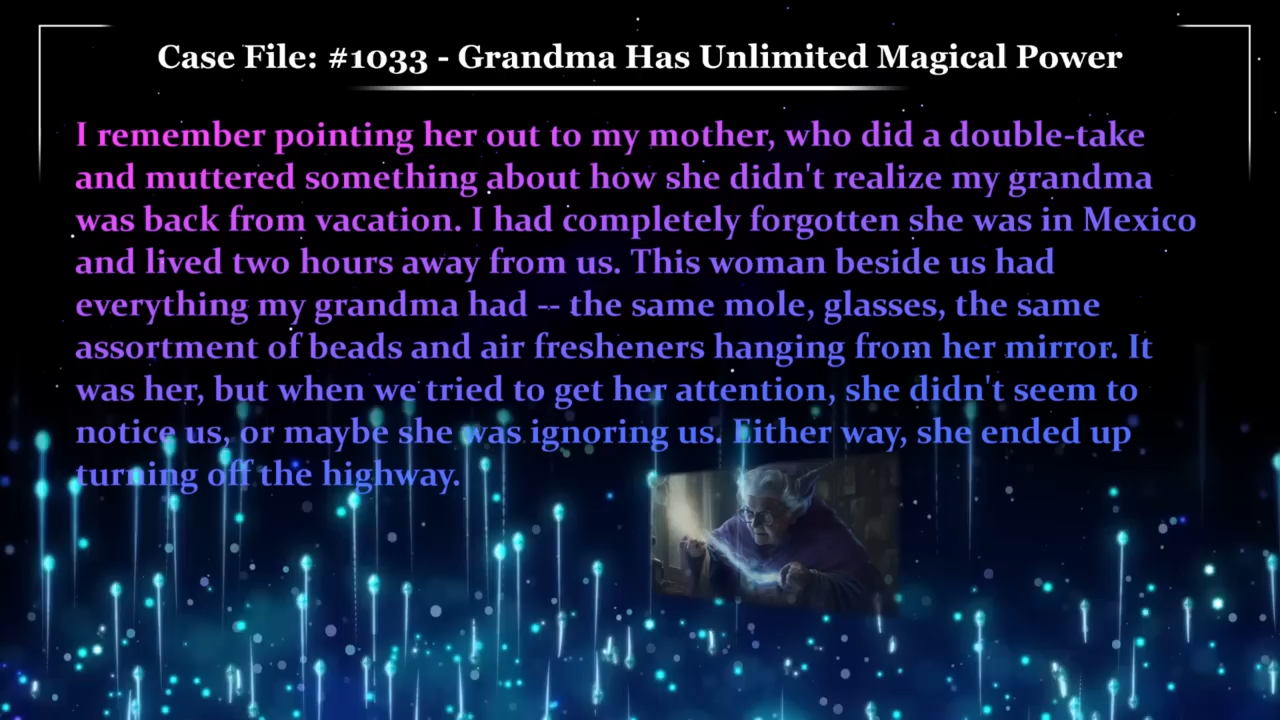 Case File: #1033 - Grandma Has Unlimited Magical Power
I remember pointing her out to my mother, who did a double-take
and muttered something about how she didn't realize my grandma
was back from vacation. I had completely forgotten she was in Mexico
and lived two hours away from us. This woman beside us had
everything my grandma had -- the same mole, glasses, the same
assortment of beads and air fresheners hanging from her mirror. It
was her, but when we tried to get her attention, she didn't seem to
notice us, or maybe she was ignoring us. Either way, she ended up
turning off the highway.